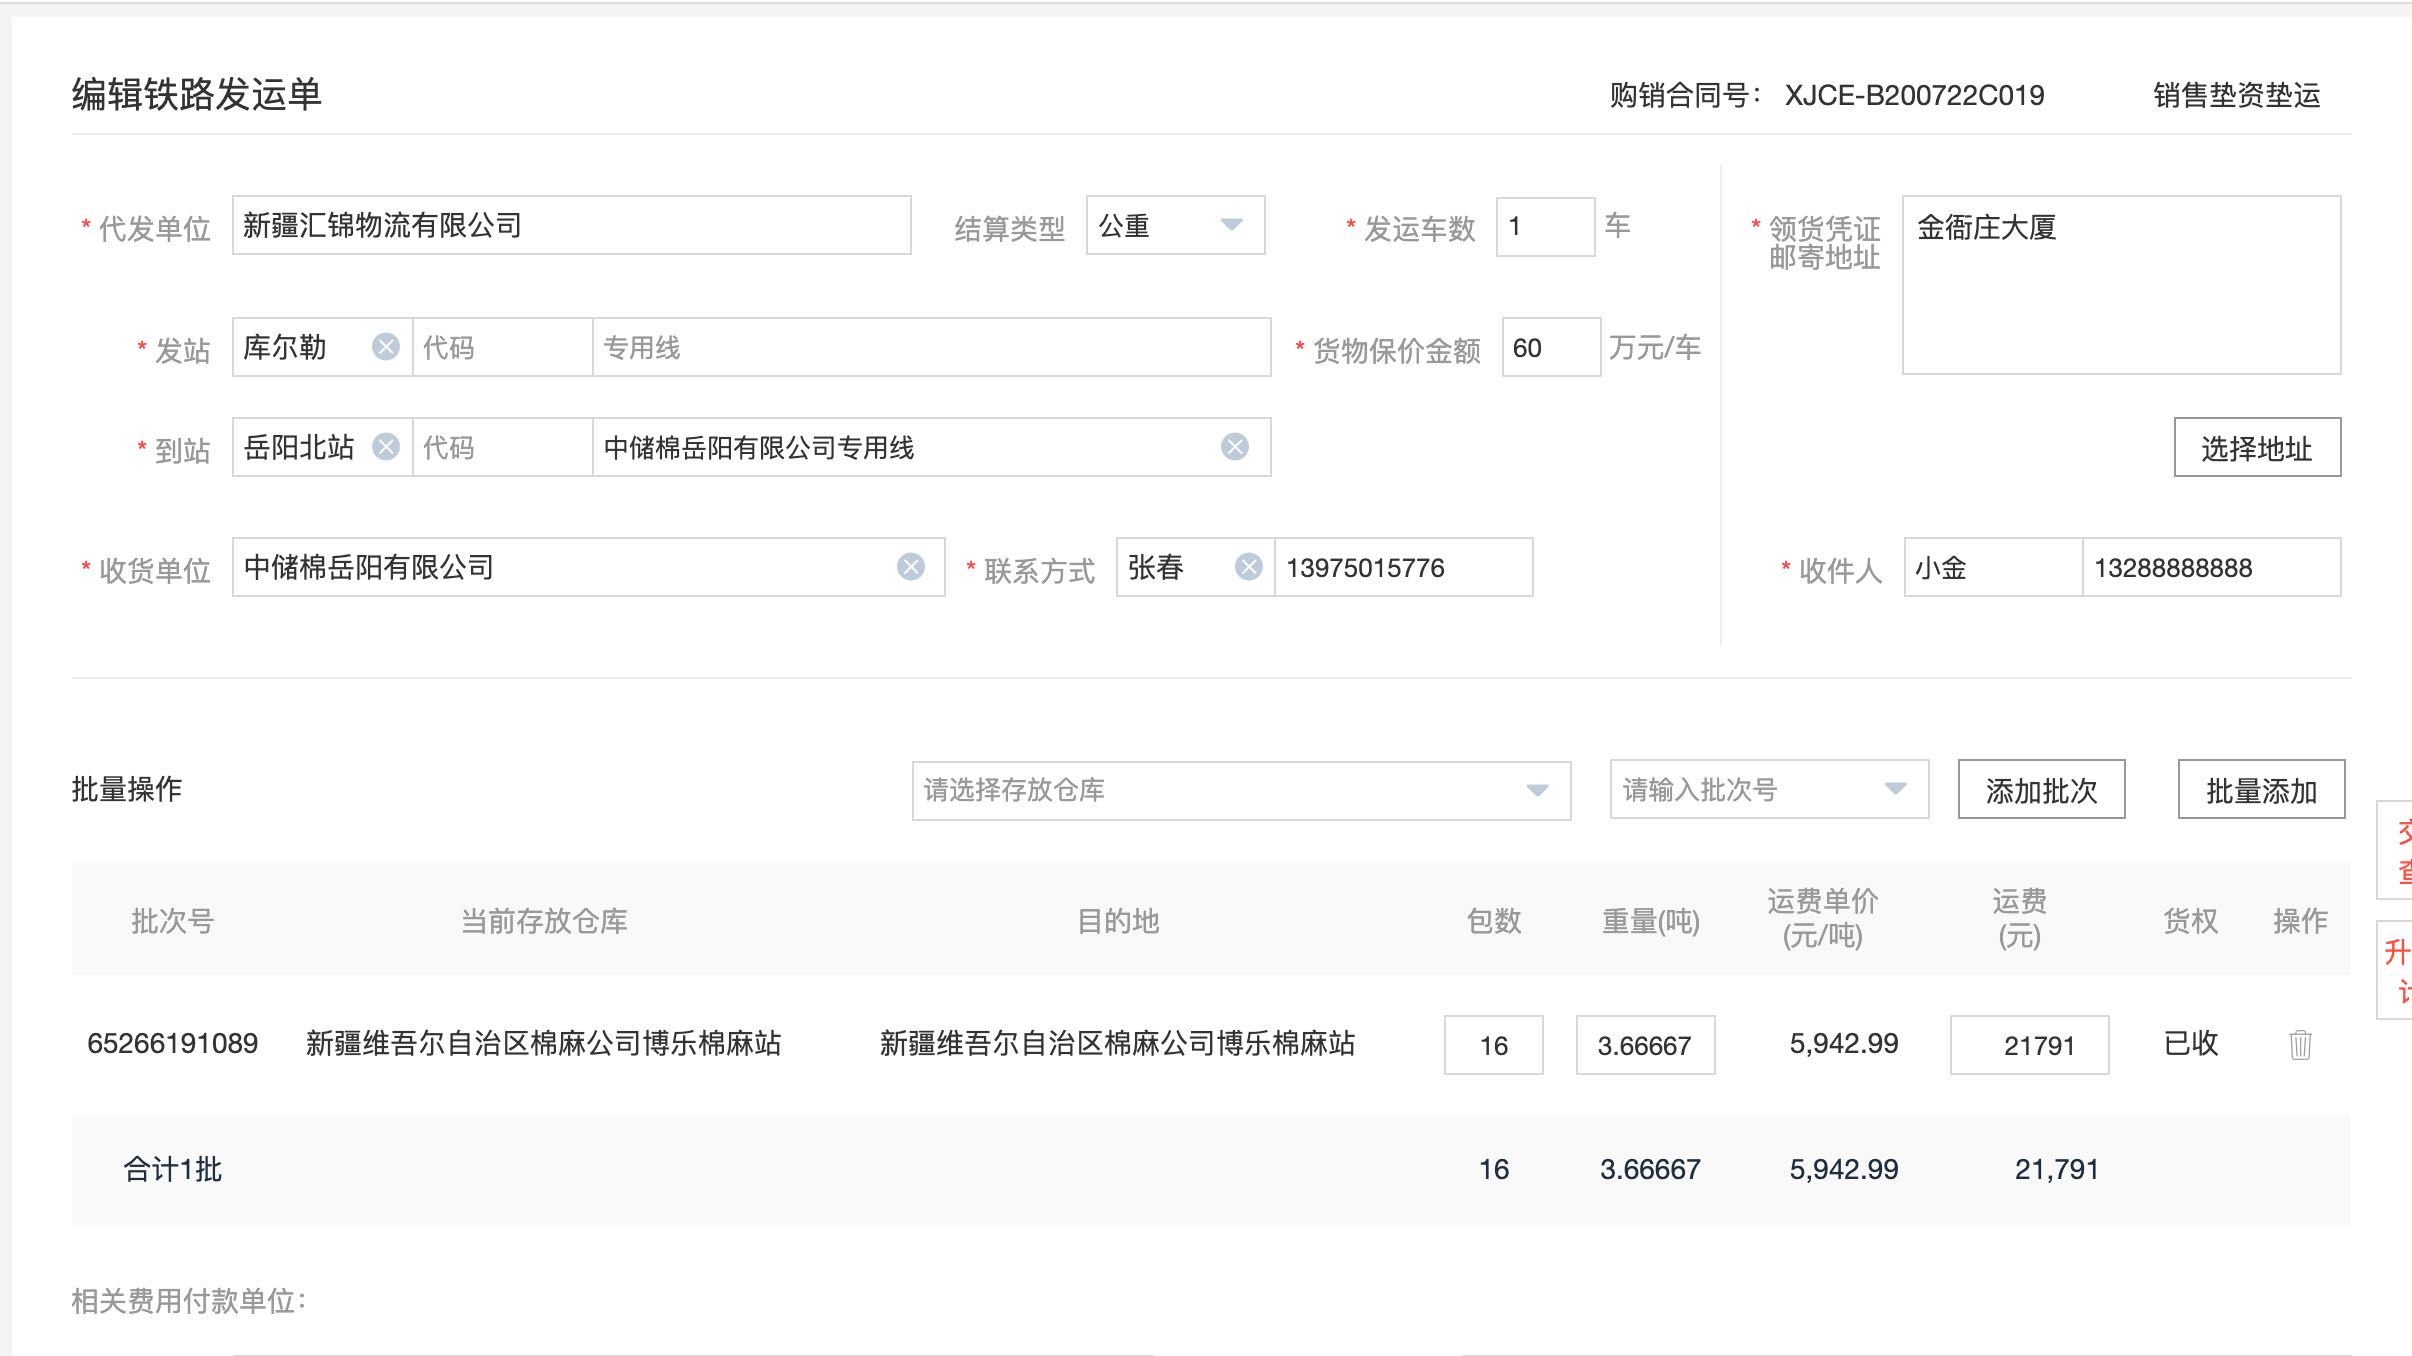 编辑铁路发运单 购销合同号： XJCE-B200722C019 销售垫资垫运
* 代发单位 新疆汇锦物流有限公司 结算类型 公重 * 发运车数 1 车 * 领货凭证 金衙庄大厦
邮寄地址
* 发站 库尔勒 代码 专用线 * 货物保价金额 60 万元/车
* 到站 岳阳北站 代码 中储棉岳阳有限公司专用线 选择地址
* 收货单位 中储棉岳阳有限公司 * 联系方式 张春 13975015776 * 收件人 小金 13288888888
批量操作 请选择存放仓库 请输入批次号 添加批次 批量添加
批次号 当前存放仓库 目的地 包数 重量(吨) 运费单价 运费 货权 操作
(元/吨) (元)
65266191089 新疆维吾尔自治区棉麻公司博乐棉麻站 新疆维吾尔自治区棉麻公司博乐棉麻站 16 3.66667 5,942.99 21791 已收
合计1批 16 3.66667 5,942.99 21,791
相关费用付款单位：
升